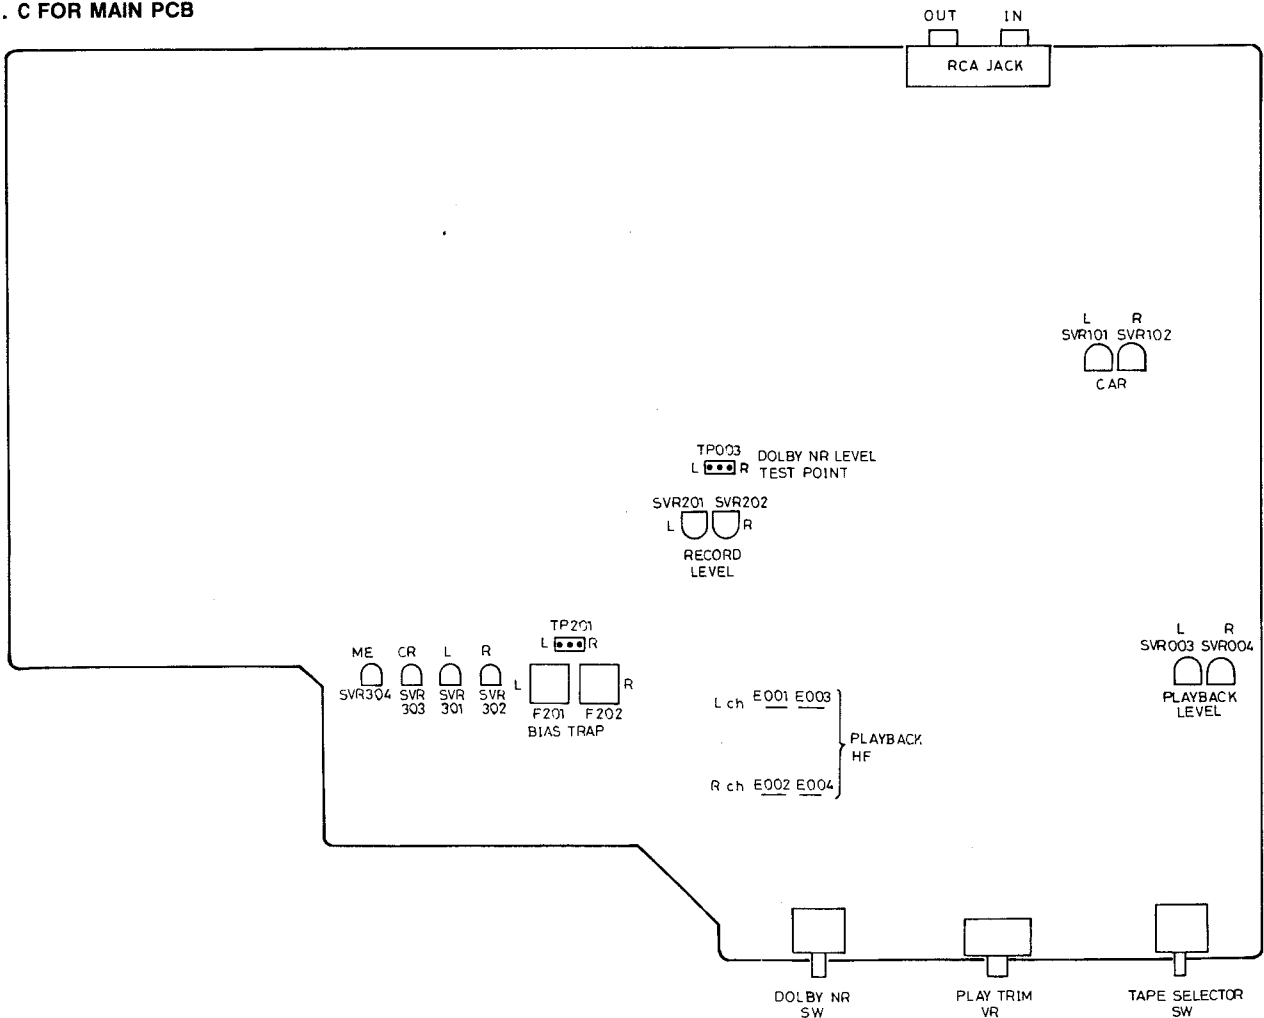 . C FOR MAIN PCB
OUT IN
RCA JACK
L R
SVR101 SVR102
CAR
TP003
L R
DOLBY NR LEVEL
TEST POINT
SVR201 SVR202
L R
RECORD
LEVEL
TP201
L R
ME CR L R
SVR304 SVR SVR SVR
303 301 302
L R
F201 F202
BIAS TRAP
L R
SVR003 SVR004
PLAYBACK
LEVEL
L ch E001 E003
PLAYBACK
HF
R ch E002 E004
DOLBY NR
SW
PLAY TRIM
VR
TAPE SELECTOR
SW